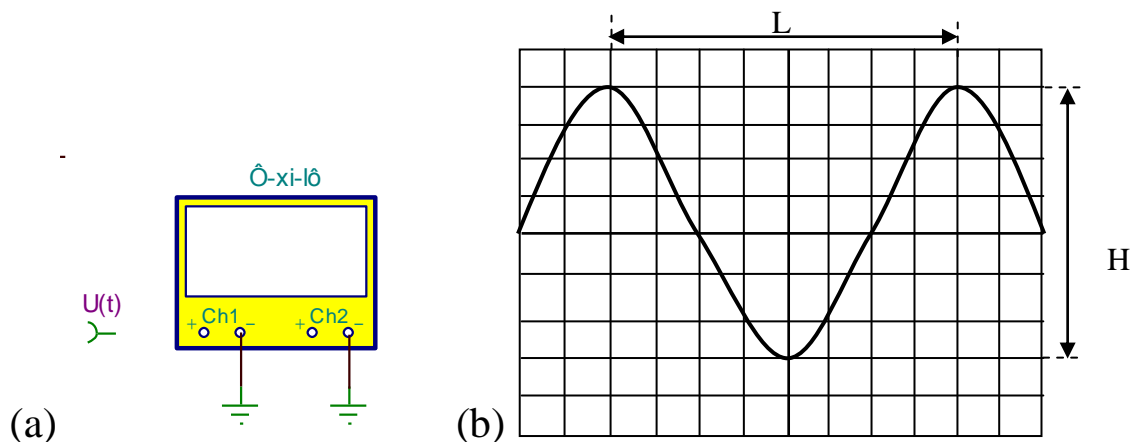 L
Ô-xi-lô
H
U(t)
+ Ch1 − + Ch2 −
(a) (b)